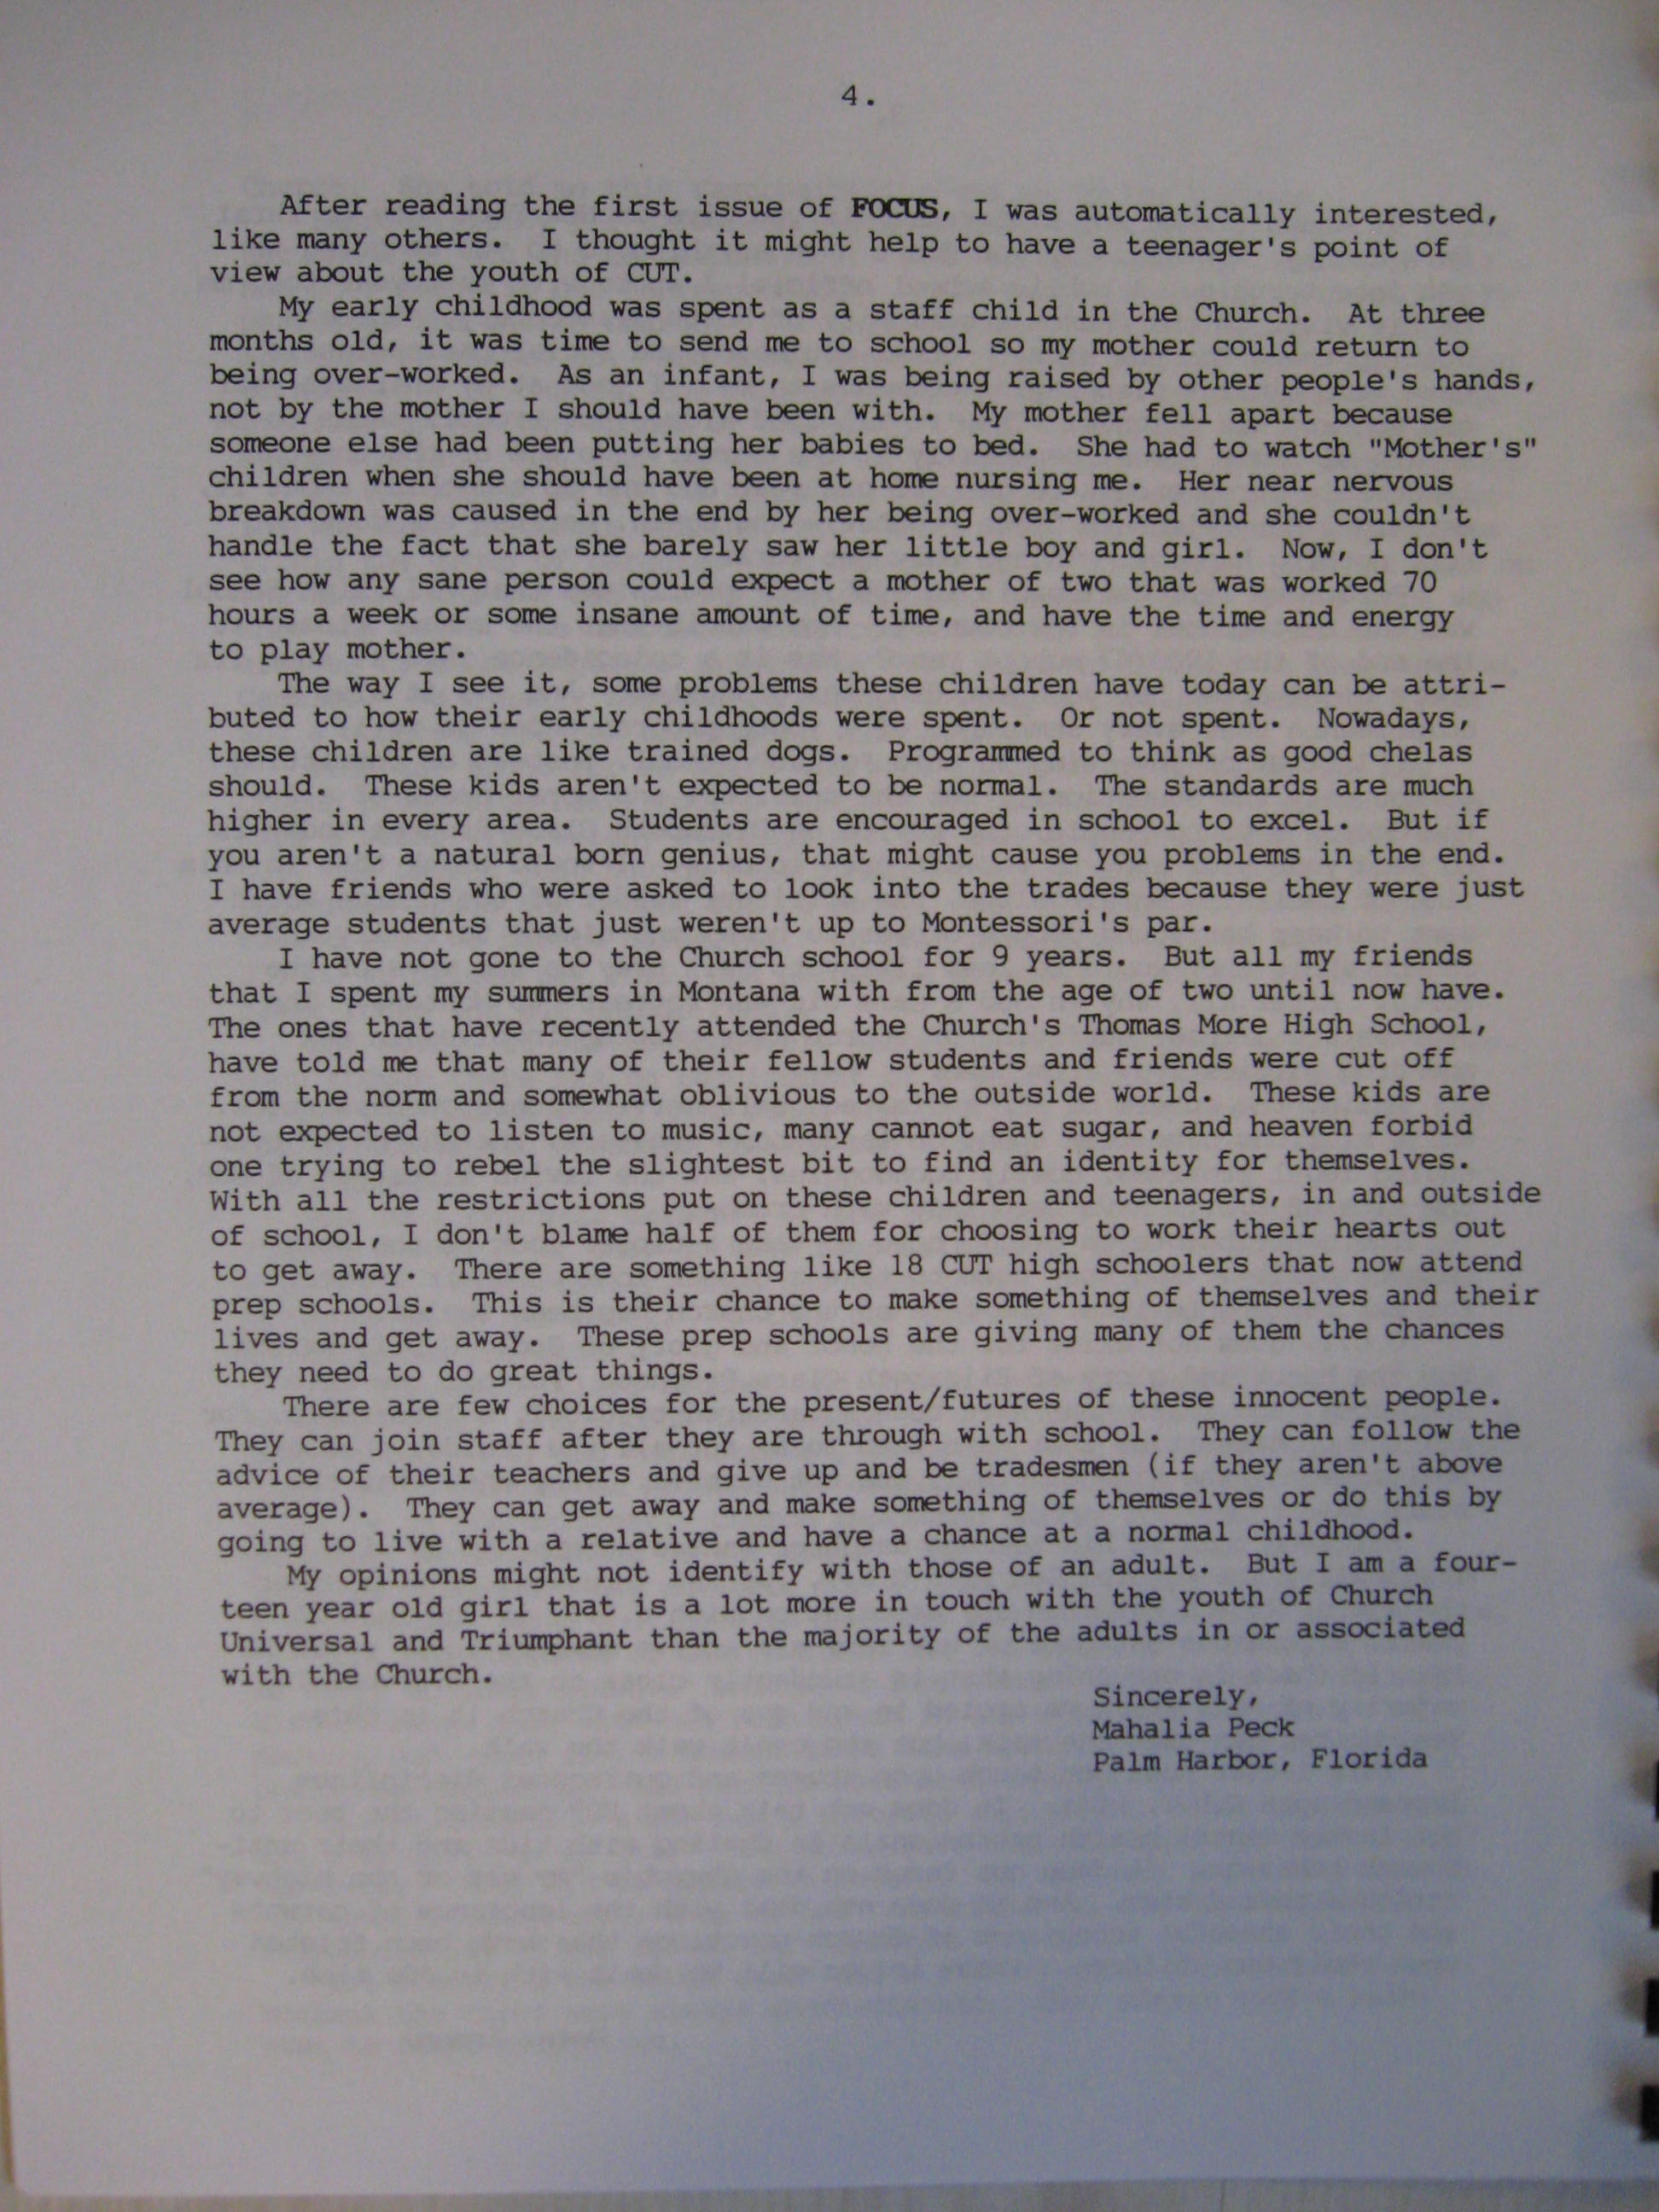 4.
After reading the first issue of FOCUS, I was automatically interested,
like many others.  I thought it might help to have a teenager's point of
view about the youth of CUT.
My early childhood was spent as a staff child in the Church.  At three
months old, it was time to send me to school so my mother could return to
being over-worked.  As an infant, I was being raised by other people's hands,
not by the mother I should have been with.  My mother fell apart because
someone else had been putting her babies to bed.  She had to watch "Mother's"
children when she should have been at home nursing me.  Her near nervous
breakdown was caused in the end by her being over-worked and she couldn't
handle the fact that she barely saw her little boy and girl.  Now, I don't
see how any sane person could expect a mother of two that was worked 70
hours a week or some insane amount of time, and have the time and energy
to play mother.
The way I see it, some problems these children have today can be attri-
buted to how their early childhoods were spent.  Or not spent.  Nowadays,
these children are like trained dogs.  Programmed to think as good chelas
should.  These kids aren't expected to be normal.  The standards are much
higher in every area.  Students are encouraged in school to excel.  But if
you aren't a natural born genius, that might cause you problems in the end.
I have friends who were asked to look into the trades because they were just
average students that just weren't up to Montessori's par.
I have not gone to the Church school for 9 years.  But all my friends
that I spent my summers in Montana with from the age of two until now have.
The ones that have recently attended the Church's Thomas More High School,
have told me that many of their fellow students and friends were cut off
from the norm and somewhat oblivious to the outside world.  These kids are
not expected to listen to music, many cannot eat sugar, and heaven forbid
one trying to rebel the slightest bit to find an identity for themselves.
With all the restrictions put on these children and teenagers, in and outside
of school, I don't blame half of them for choosing to work their hearts out
to get away.  There are something like 18 CUT high schoolers that now attend
prep schools.  This is their chance to make something of themselves and their
lives and get away.  These prep schools are giving many of them the chances
they need to do great things.
There are few choices for the present/futures of these innocent people.
They can join staff after they are through with school.  They can follow the
advice of their teachers and give up and be tradesmen (if they aren't above
average).  They can get away and make something of themselves or do this by
going to live with a relative and have a chance at a normal childhood.
My opinions might not identify with those of an adult.  But I am a four-
teen year old girl that is a lot more in touch with the youth of Church
Universal and Triumphant than the majority of the adults in or associated
with the Church.
Sincerely,
Mahalia Peck
Palm Harbor, Florida